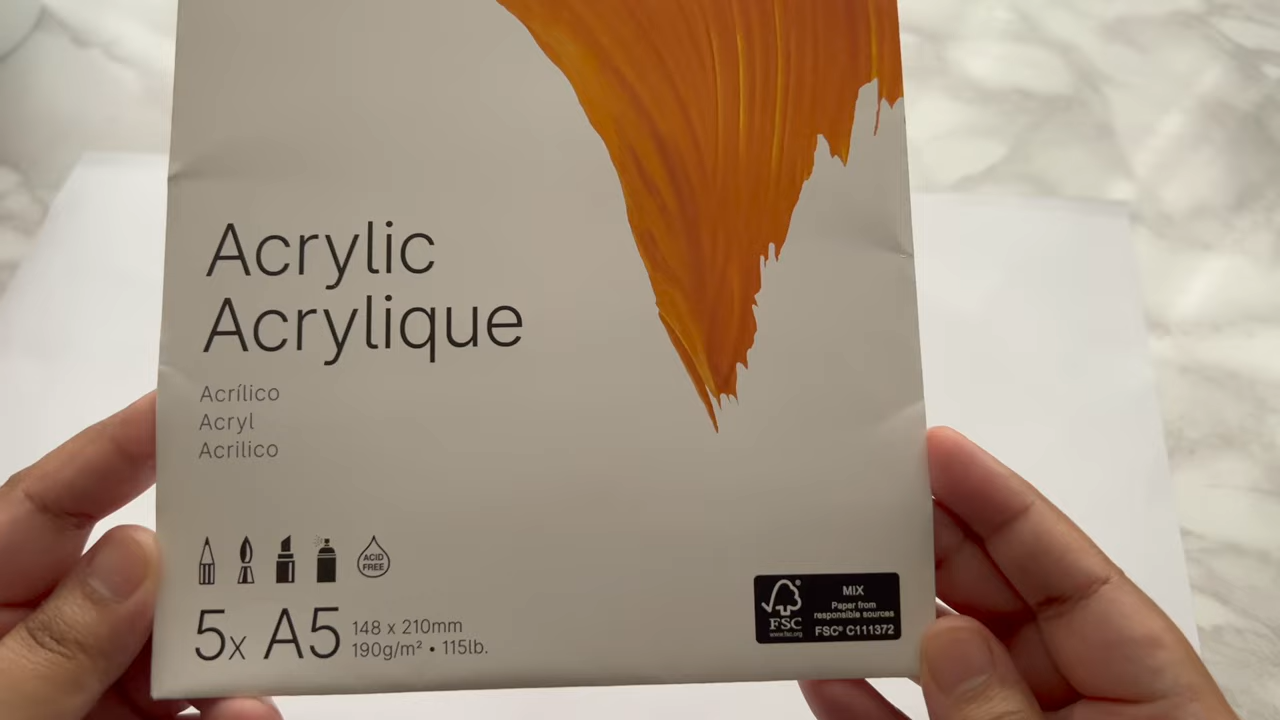 Acrylic
Acrylique
Acrílico
Acryl
Acrilico
ACID
FREE
5x A5
148 x 210mm
190g/m² • 115lb.
FSC
www.fsc.org
MIX
Paper from
responsible sources
FSC® C111372